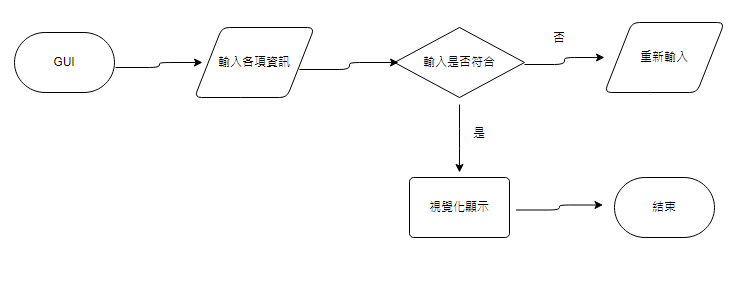 GUI
輸入各項資訊
輸入是否符合
否
重新輸入
是
視覺化顯示
結束